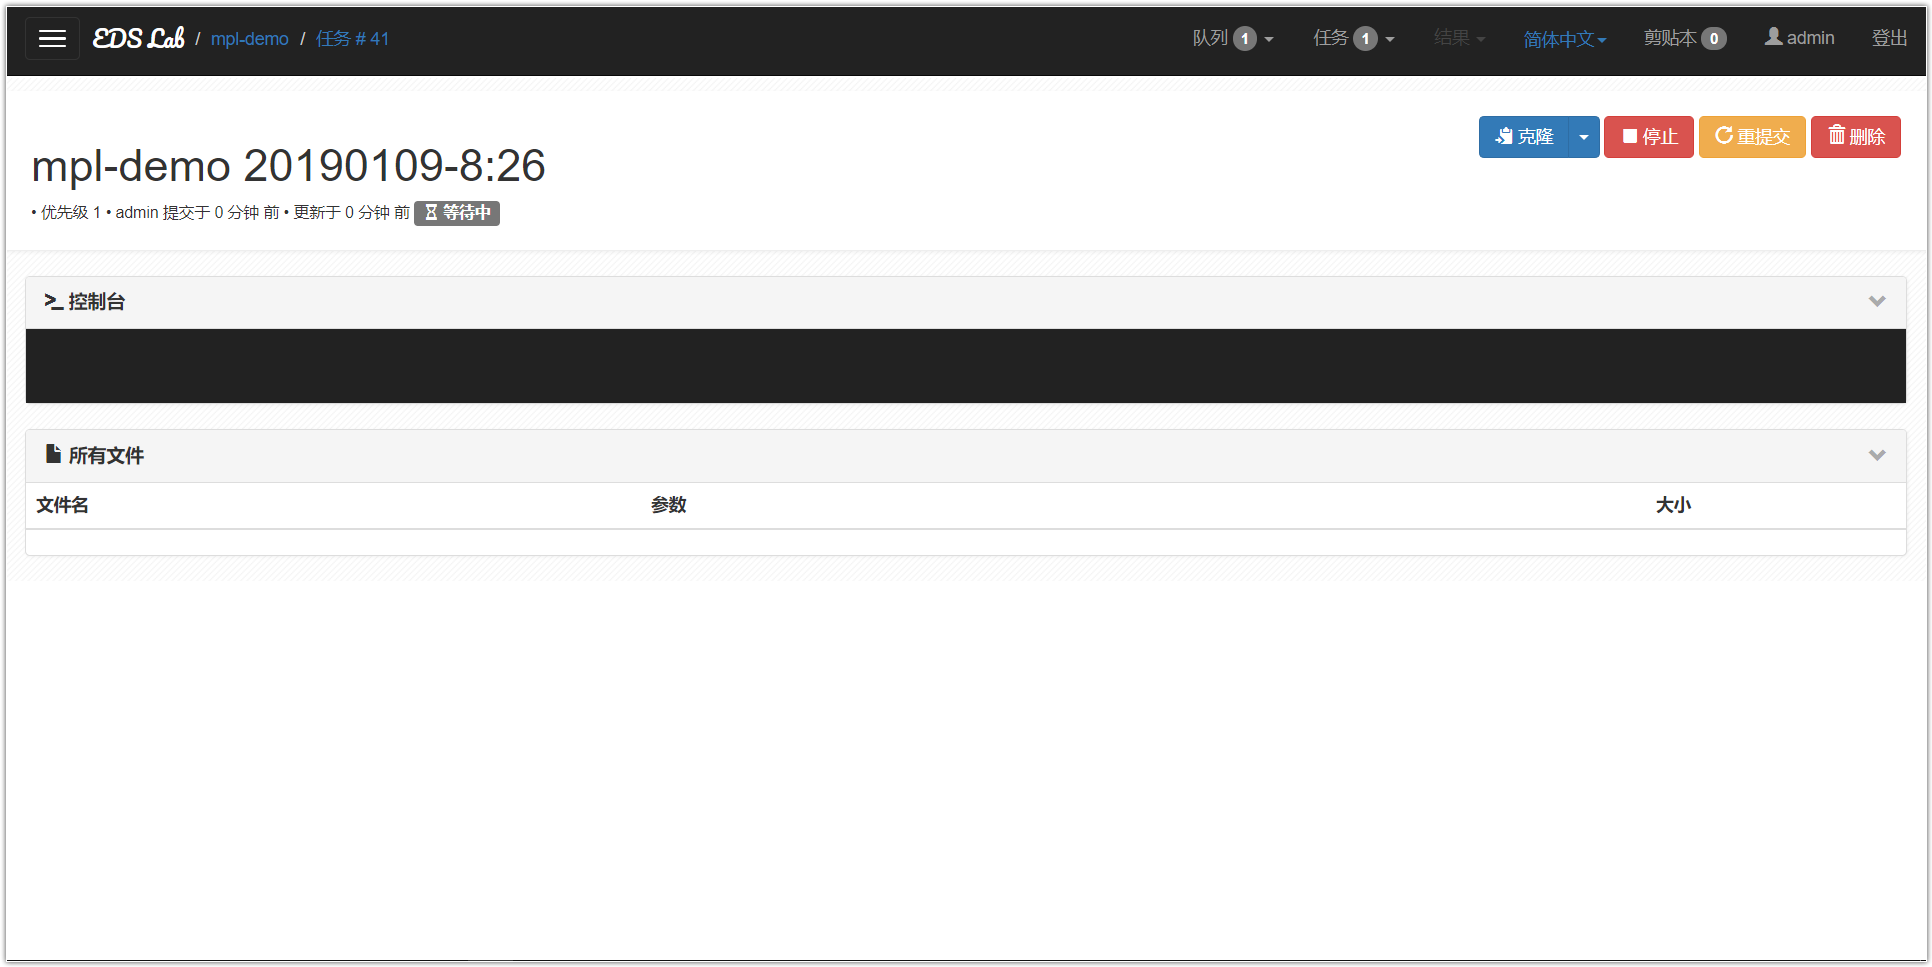 EDS Lab / mpl-demo / 任务 # 41 队列 1 任务 1 结果 简体中文 剪贴本 0 admin 登出
克隆 停止 重提交 删除
mpl-demo 20190109-8:26
• 优先级 1 • admin 提交于 0 分钟 前 • 更新于 0 分钟 前 等待中
>_ 控制台
所有文件
文件名 参数 大小